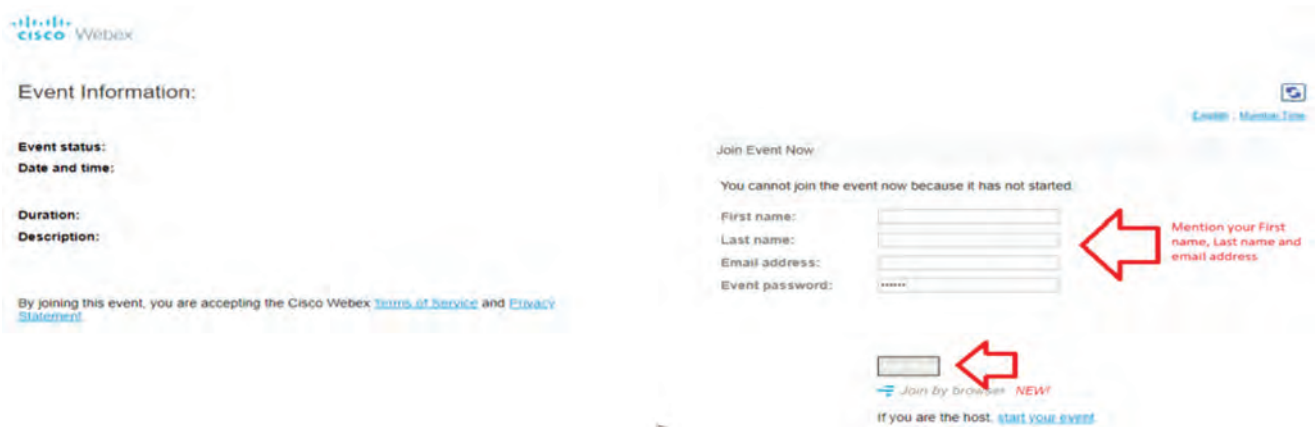 CISCO Webex
Event Information:
Event status:
Date and time:
Duration:
Description:
By joining this event, you are accepting the Cisco Webex Terms of Service and Privacy
Statement
English : Mumbai Time
Join Event Now
You cannot join the event now because it has not started.
First name:
Last name:
Email address:
Event password:
Mention your First
name, Last name and
email address
Join by browser NEW!
If you are the host, start your event